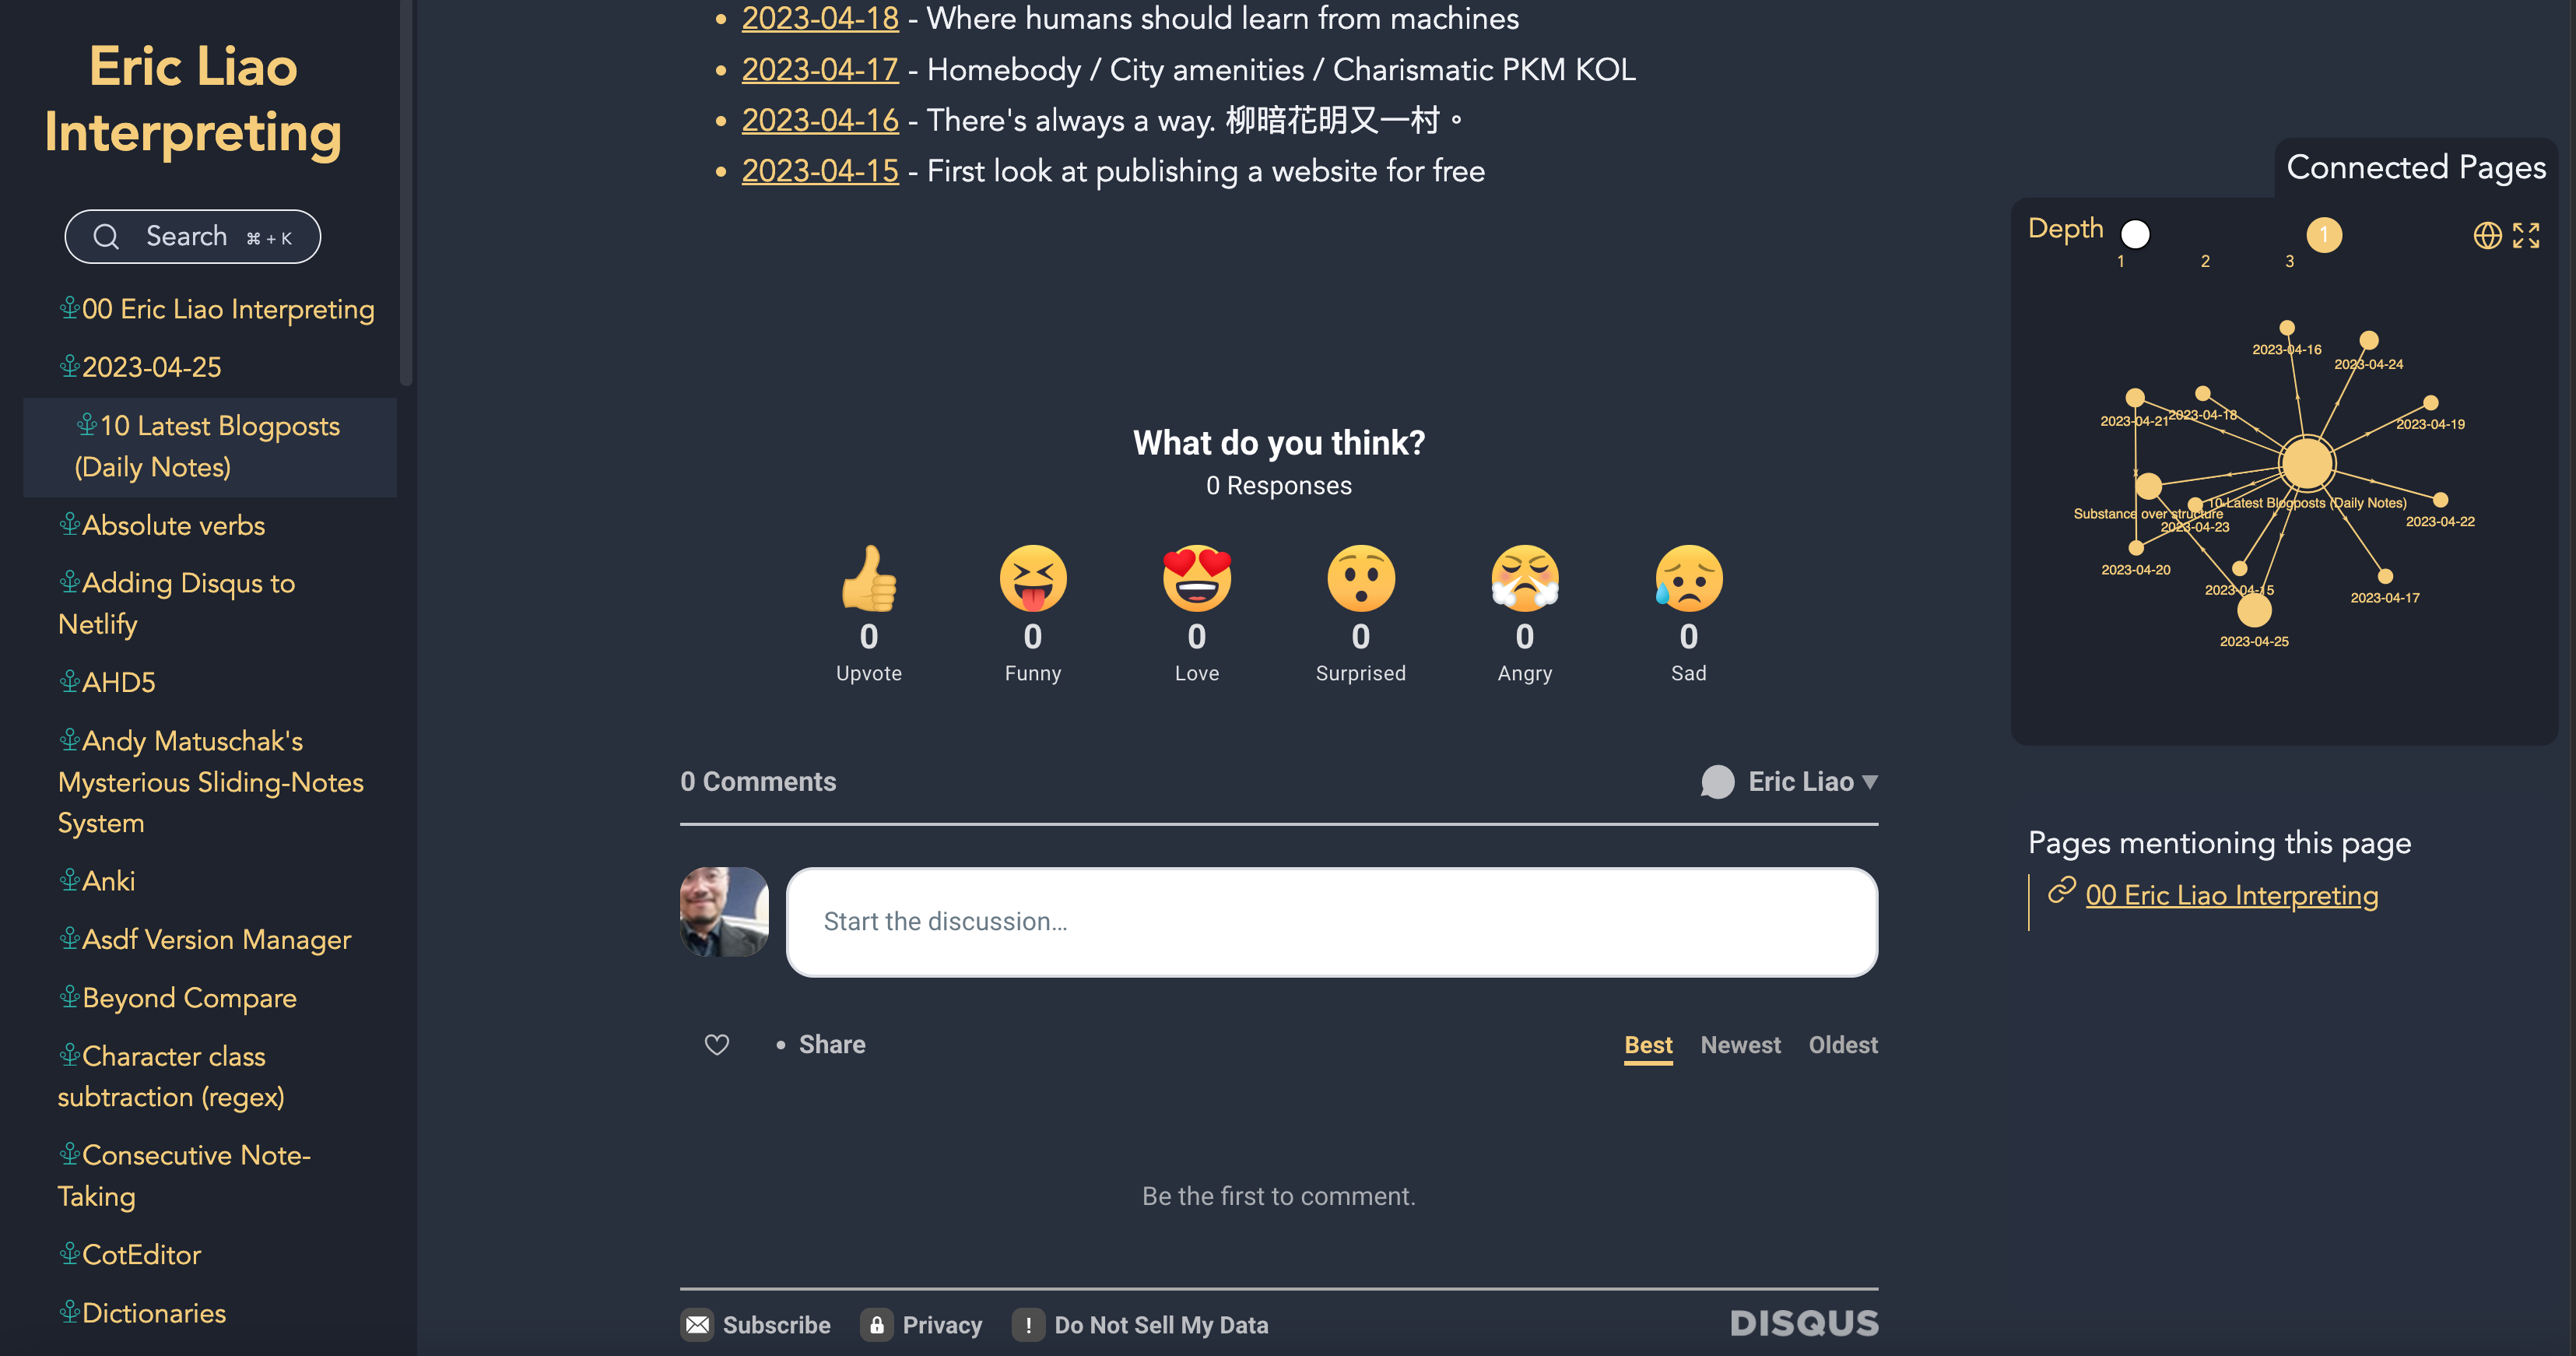 Eric Liao
Interpreting
Search ⌘ + K
00 Eric Liao Interpreting
2023-04-25
10 Latest Blogposts
(Daily Notes)
Absolute verbs
Adding Disqus to
Netlify
AHD5
Andy Matuschak's
Mysterious Sliding-Notes
System
Anki
Asdf Version Manager
Beyond Compare
Character class
subtraction (regex)
Consecutive Note-
Taking
CotEditor
Dictionaries
• 2023-04-18 - Where humans should learn from machines
• 2023-04-17 - Homebody / City amenities / Charismatic PKM KOL
• 2023-04-16 - There's always a way. 柳暗花明又一村。
• 2023-04-15 - First look at publishing a website for free
What do you think?
0 Responses
0 0 0 0 0 0
Upvote Funny Love Surprised Angry Sad
0 Comments
Eric Liao ▼
Start the discussion…
• Share
Best Newest Oldest
Be the first to comment.
Subscribe Privacy ! Do Not Sell My Data
DISQUS
Connected Pages
Depth
1
1 2 3
2023-04-16
2023-04-24
2023-04-18
2023-04-21
2023-04-19
10 Latest Blogposts (Daily Notes)
Substance over structure
2023-04-23
2023-04-22
2023-04-20
2023-04-15
2023-04-17
2023-04-25
Pages mentioning this page
00 Eric Liao Interpreting